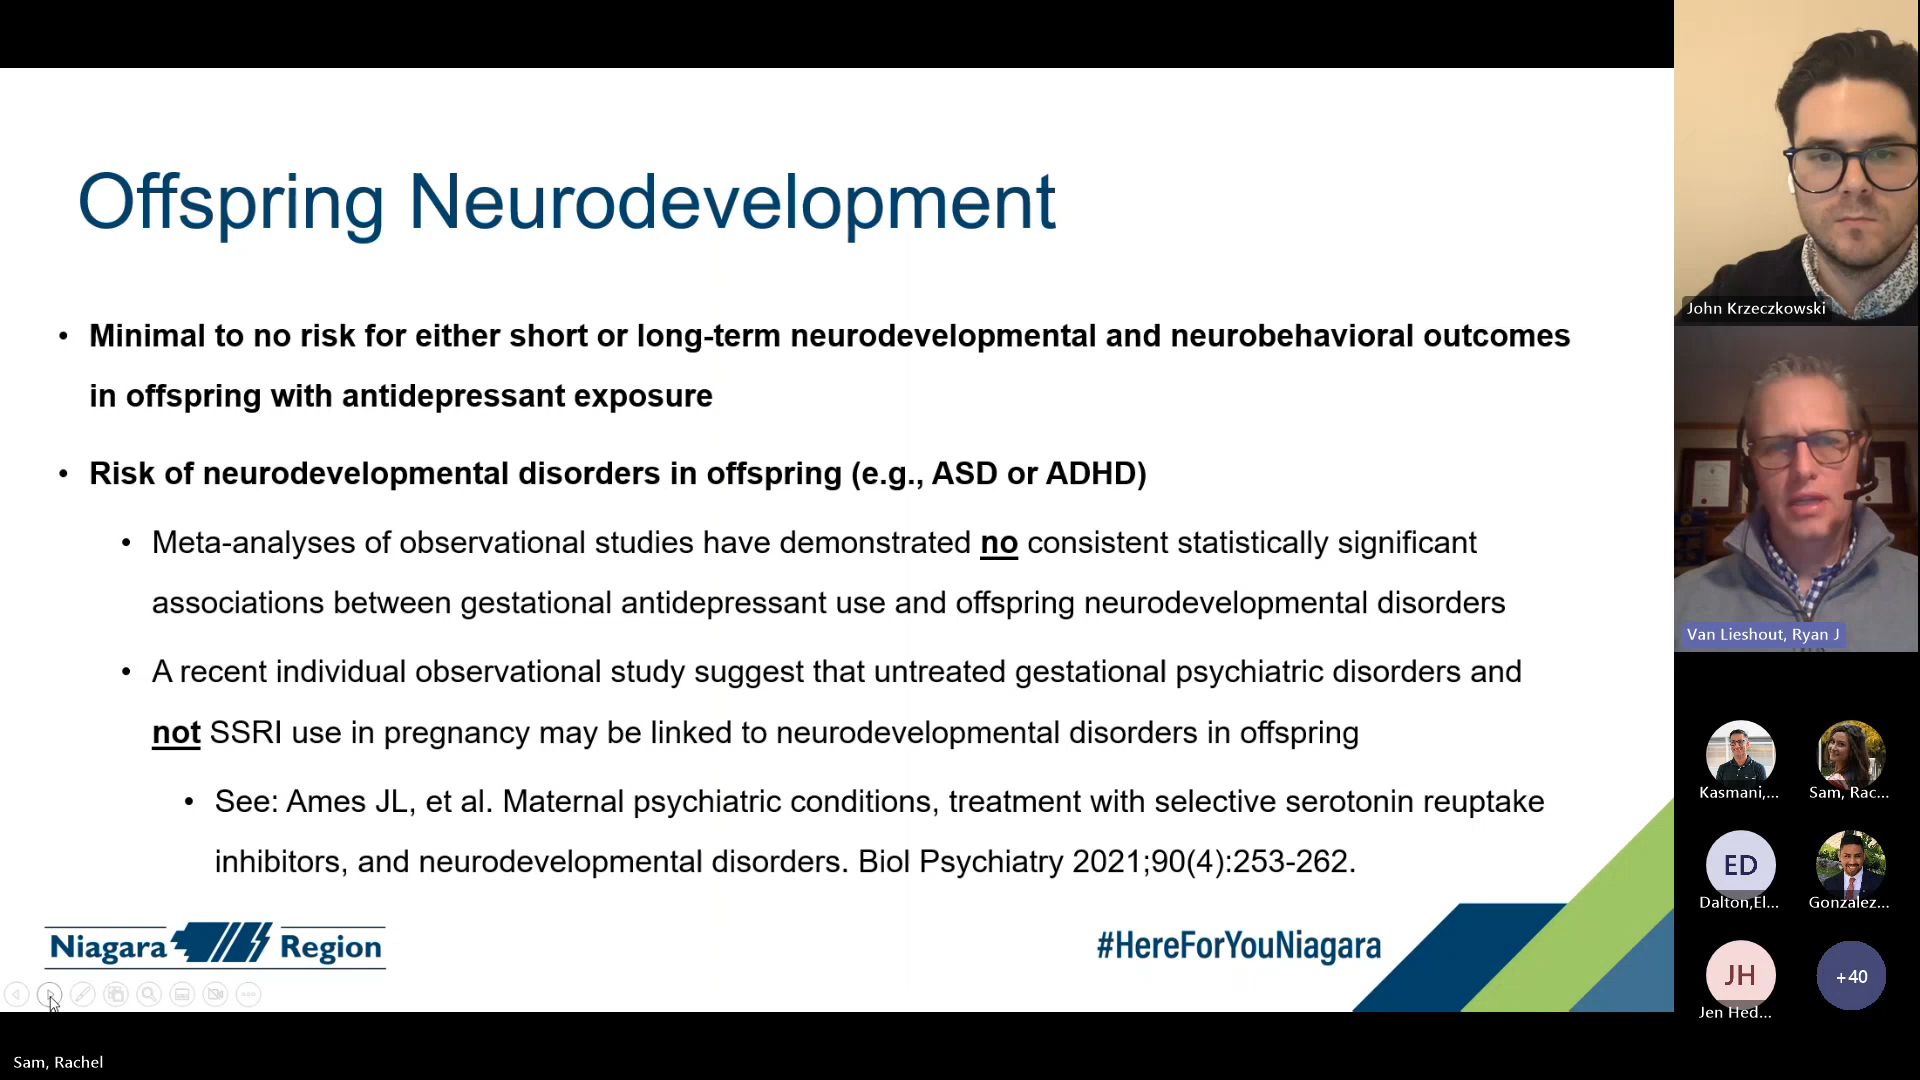 Offspring Neurodevelopment
• Minimal to no risk for either short or long-term neurodevelopmental and neurobehavioral outcomes
in offspring with antidepressant exposure
• Risk of neurodevelopmental disorders in offspring (e.g., ASD or ADHD)
• Meta-analyses of observational studies have demonstrated no consistent statistically significant
associations between gestational antidepressant use and offspring neurodevelopmental disorders
• A recent individual observational study suggest that untreated gestational psychiatric disorders and
not SSRI use in pregnancy may be linked to neurodevelopmental disorders in offspring
• See: Ames JL, et al. Maternal psychiatric conditions, treatment with selective serotonin reuptake
inhibitors, and neurodevelopmental disorders. Biol Psychiatry 2021;90(4):253-262.
Niagara Region
#HereForYouNiagara
Sam, Rachel
John Krzeczkowski
Van Lieshout, Ryan J
Kasmani,...
Sam, Rac...
ED
Dalton,El...
Gonzalez...
JH
Jen Hed...
+40